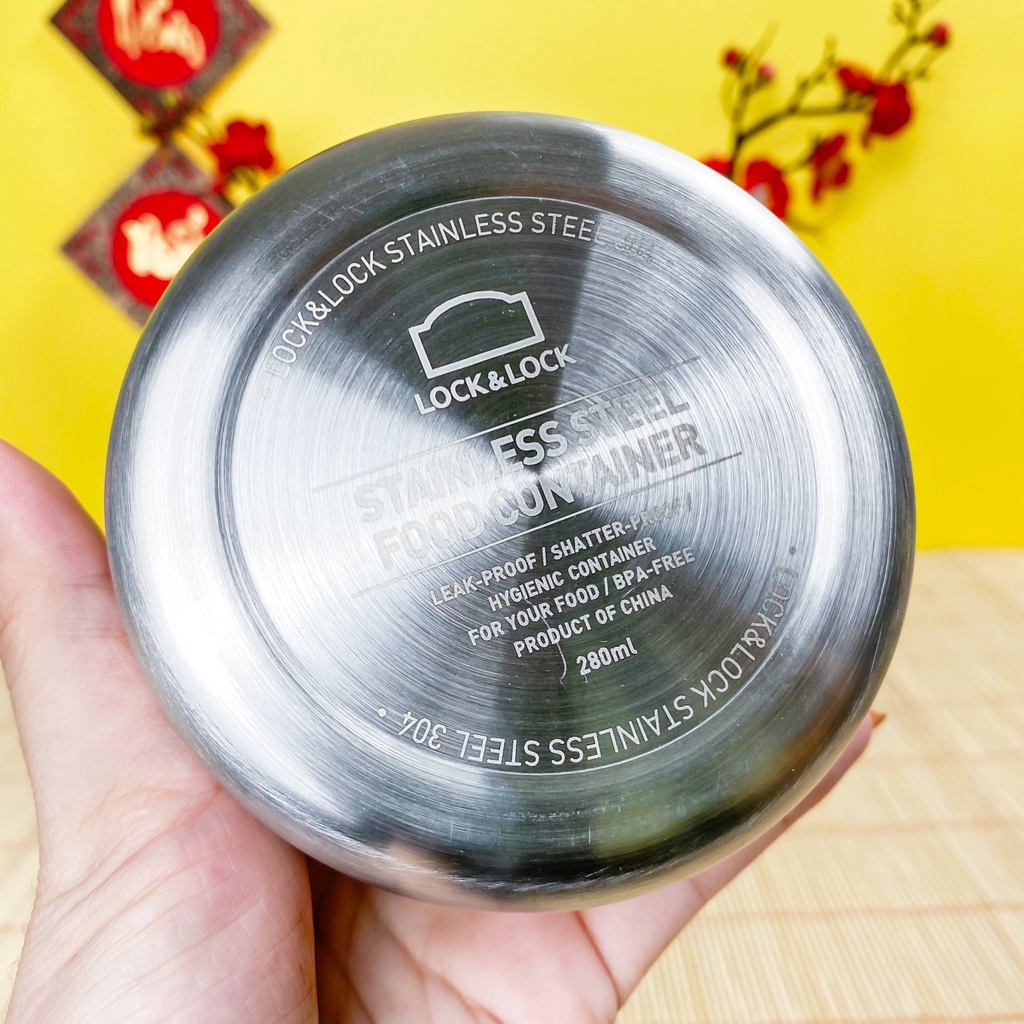 LOCK&LOCK STAINLESS STEEL 304
LOCK&LOCK
STAINLESS STEEL
FOOD CONTAINER
LEAK-PROOF / SHATTER-PROOF /
HYGIENIC CONTAINER
FOR YOUR FOOD / BPA-FREE
PRODUCT OF CHINA
280ml
LOCK&LOCK STAINLESS STEEL 304